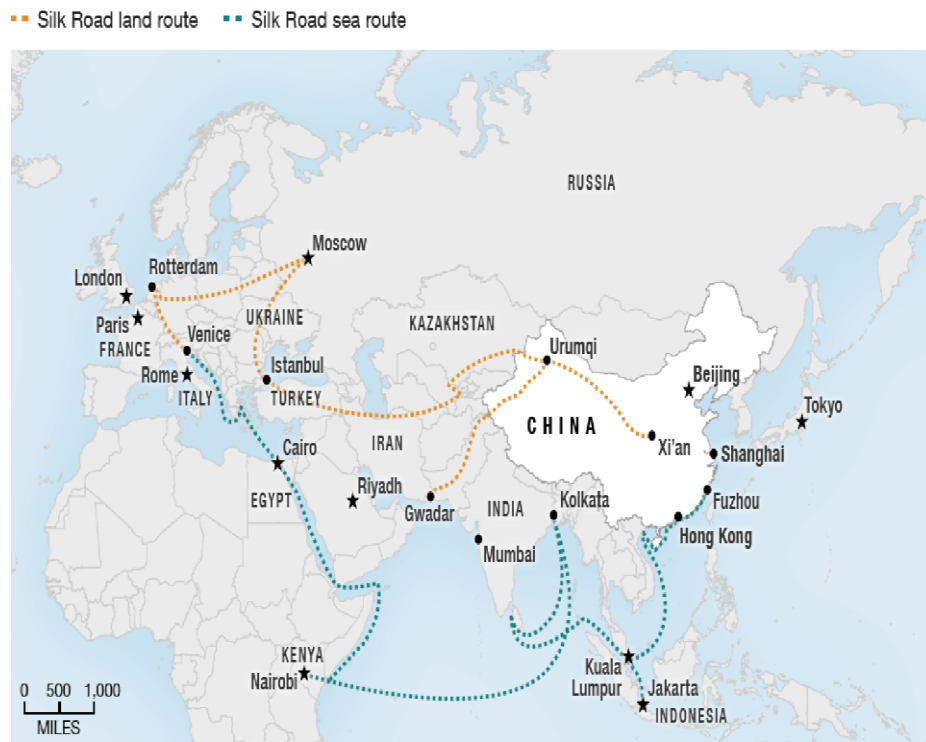 Silk Road land route Silk Road sea route
RUSSIA
Moscow
Rotterdam
London
UKRAINE
KAZAKHSTAN
Paris
Venice
FRANCE
Urumqi
Istanbul
Beijing
Rome
ITALY
TURKEY
Tokyo
CHINA
IRAN
Cairo
Xi'an
Shanghai
Riyadh
EGYPT
Kolkata
Fuzhou
Gwadar
INDIA
Hong Kong
Mumbai
KENYA
Nairobi
Kuala
Lumpur
Jakarta
INDONESIA
0 500 1,000
MILES